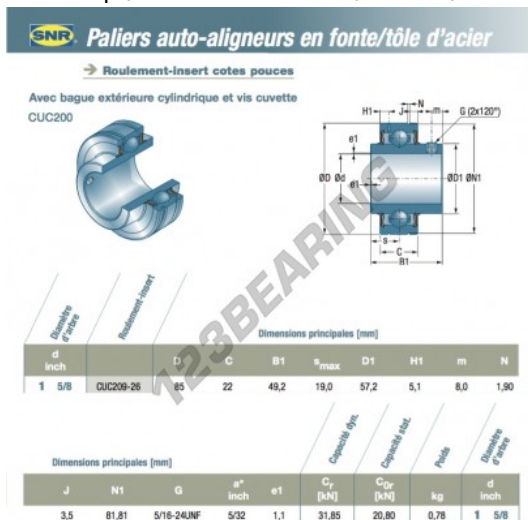 SNR Paliers auto-aligneurs en fonte/tôle d'acier
Roulement-insert cotes pouces
Avec bague extérieure cylindrique et vis cuvette
CUC200
H1 J N m G (2x120°)
e1
ØD Ød ØD1 ØN1
e1
s
C
B1
123BEARING
Diamètre d'arbre
Roulement-insert
Dimensions principales [mm]
d inch D C B1 smax D1 H1 m N
1 5/8 CUC209-26 85 22 49,2 19,0 57,2 5,1 8,0 1,90
Capacité dyn.
Capacité stat.
Poids
Diamètre d'arbre
Dimensions principales [mm]
J N1 G a* inch e1 Cr [kN] C0r [kN] kg d inch
3,5 81,81 5/16-24UNF 5/32 1,1 31,85 20,80 0,78 1 5/8